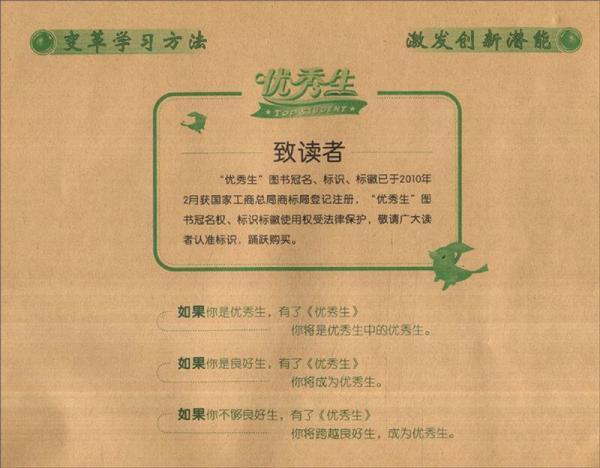 变革学习方法
激发创新潜能
优秀生
TOP STUDENT
致读者
“优秀生”图书冠名、标识、标徽已于2010年
2月获国家工商总局商标局登记注册，“优秀生”图
书冠名权、标识标徽使用权受法律保护，敬请广大读
者认准标识，踊跃购买。
如果你是优秀生，有了《优秀生》
你将是优秀生中的优秀生。
如果你是良好生，有了《优秀生》
你将成为优秀生。
如果你不够良好生，有了《优秀生》
你将跨越良好生，成为优秀生。